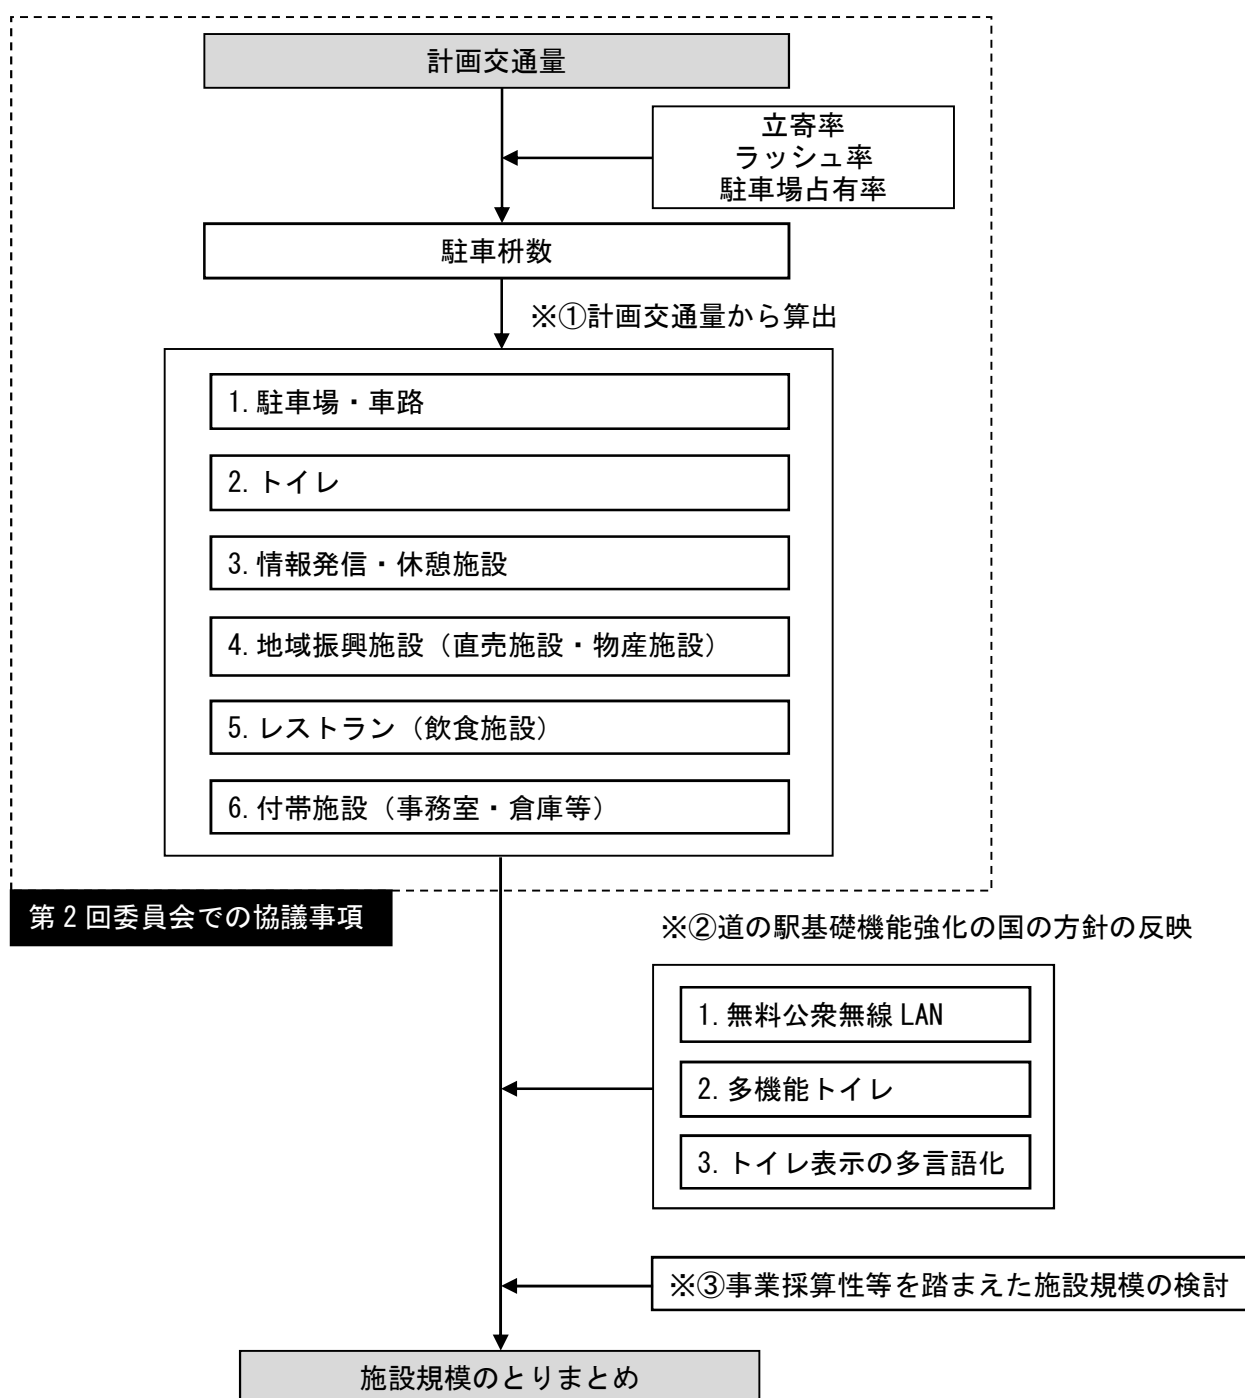 計画交通量
立寄率
ラッシュ率
駐車場占有率
駐車枡数
※①計画交通量から算出
1.駐車場・車路
2.トイレ
3.情報発信・休憩施設
4.地域振興施設（直売施設・物産施設）
5.レストラン（飲食施設）
6.付帯施設（事務室・倉庫等）
第2回委員会での協議事項
※②道の駅基礎機能強化の国の方針の反映
1.無料公衆無線LAN
2.多機能トイレ
3.トイレ表示の多言語化
※③事業採算性等を踏まえた施設規模の検討
施設規模のとりまとめ